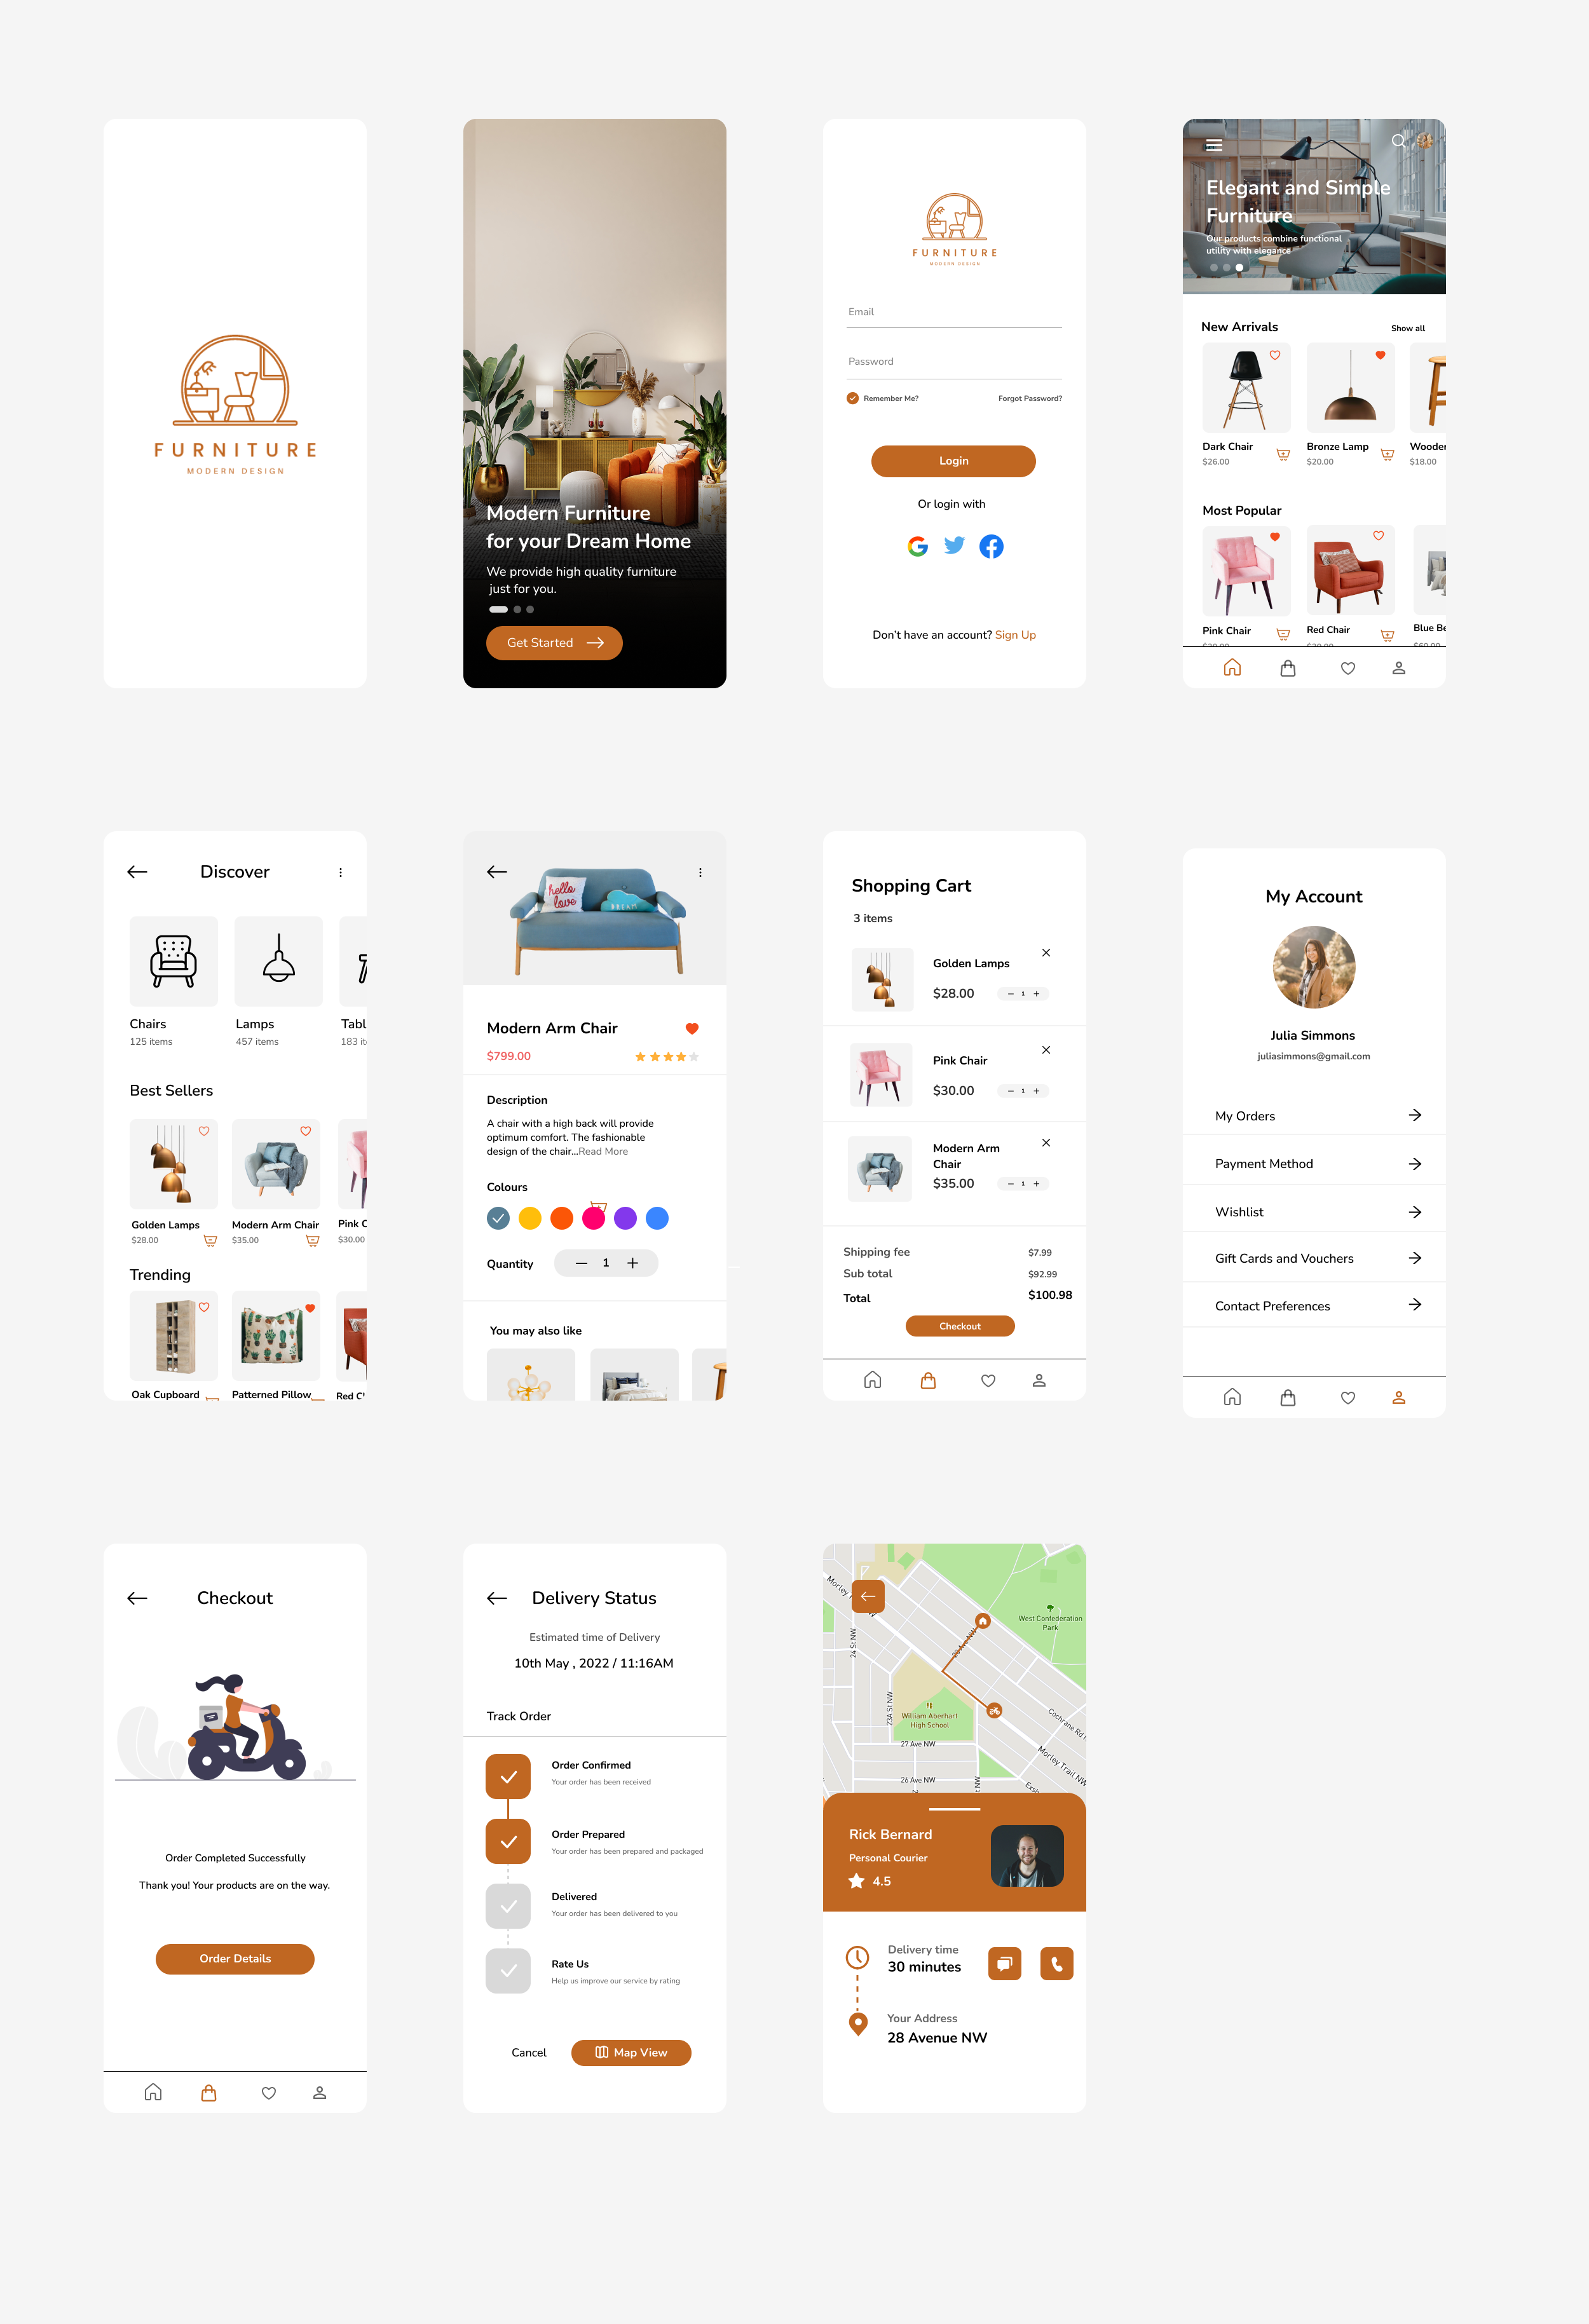 FURNITURE
MODERN DESIGN
Modern Furniture
for your Dream Home
We provide high quality furniture
just for you.
Get Started
FURNITURE
MODERN DESIGN
Email
Password
Remember Me?
Forgot Password?
Login
Or login with
Don't have an account? Sign Up
Elegant and Simple
Furniture
Our products combine functional
utility with elegance
New Arrivals
Show all
Dark Chair
$26.00
Bronze Lamp
$20.00
Wooden
$18.00
Most Popular
Pink Chair
$30.00
Red Chair
$30.00
Blue Be
$60.00
Discover
Chairs
125 items
Lamps
457 items
Tabl
183 it
Best Sellers
Golden Lamps
$28.00
Modern Arm Chair
$35.00
Pink C
$30.00
Trending
Oak Cupboard
Patterned Pillow
Red C
hello
love
DREAM
Modern Arm Chair
$799.00
Description
A chair with a high back will provide
optimum comfort. The fashionable
design of the chair...Read More
Colours
Quantity
1
You may also like
Shopping Cart
3 items
Golden Lamps
$28.00
1
Pink Chair
$30.00
1
Modern Arm
Chair
$35.00
1
Shipping fee
$7.99
Sub total
$92.99
Total
$100.98
Checkout
My Account
Julia Simmons
juliasimmons@gmail.com
My Orders
Payment Method
Wishlist
Gift Cards and Vouchers
Contact Preferences
Checkout
Order Completed Successfully
Thank you! Your products are on the way.
Order Details
Delivery Status
Estimated time of Delivery
10th May , 2022 / 11:16AM
Track Order
Order Confirmed
Your order has been received
Order Prepared
Your order has been prepared and packaged
Delivered
Your order has been delivered to you
Rate Us
Help us improve our service by rating
Cancel
Map View
Morley
West Confederation
Park
24 St NW
23A St NW
William Aberhart
High School
27 Ave NW
26 Ave NW
Cochrane Rd
Morley Trail NW
Rick Bernard
Personal Courier
4.5
Delivery time
30 minutes
Your Address
28 Avenue NW